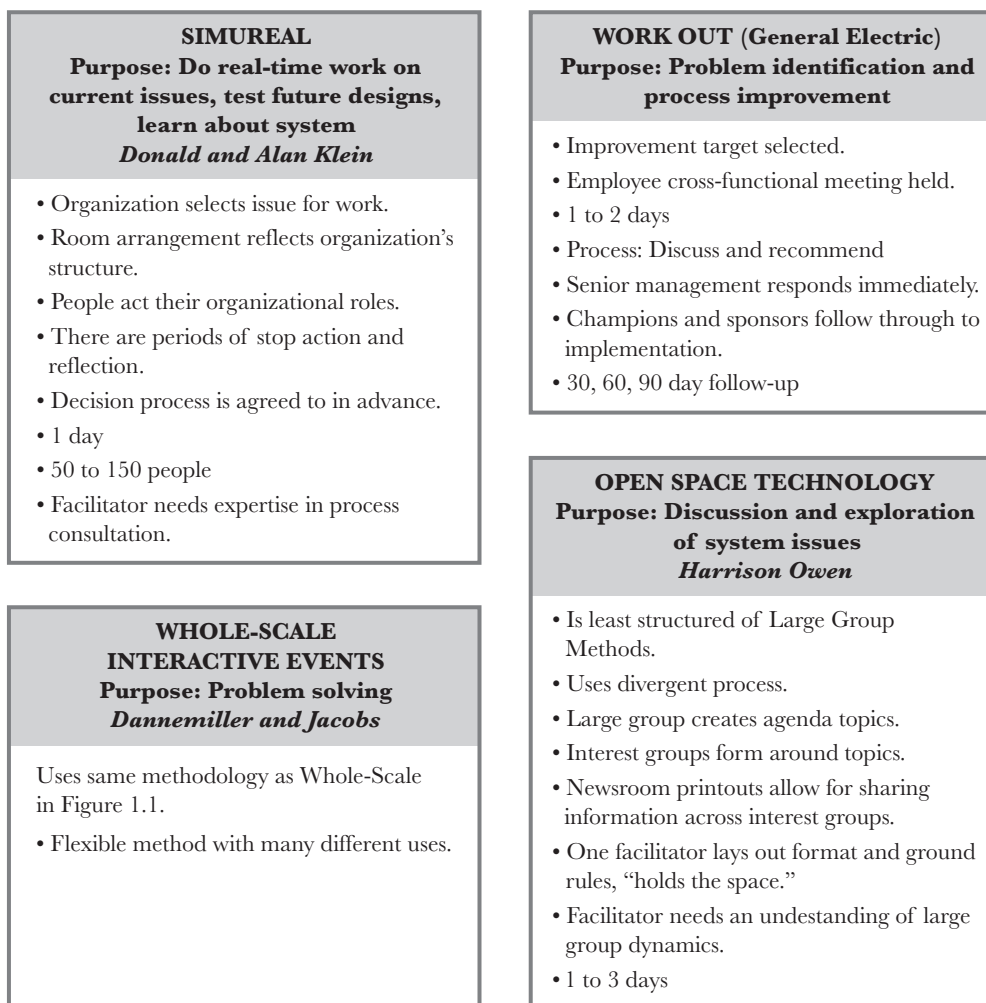 SIMUREAL
Purpose: Do real-time work on
current issues, test future designs,
learn about system
Donald and Alan Klein
• Organization selects issue for work.
• Room arrangement reflects organization's
structure.
• People act their organizational roles.
• There are periods of stop action and
reflection.
• Decision process is agreed to in advance.
• 1 day
• 50 to 150 people
• Facilitator needs expertise in process
consultation.
WHOLE-SCALE
INTERACTIVE EVENTS
Purpose: Problem solving
Dannemiller and Jacobs
Uses same methodology as Whole-Scale
in Figure 1.1.
• Flexible method with many different uses.
WORK OUT (General Electric)
Purpose: Problem identification and
process improvement
• Improvement target selected.
• Employee cross-functional meeting held.
• 1 to 2 days
• Process: Discuss and recommend
• Senior management responds immediately.
• Champions and sponsors follow through to
implementation.
• 30, 60, 90 day follow-up
OPEN SPACE TECHNOLOGY
Purpose: Discussion and exploration
of system issues
Harrison Owen
• Is least structured of Large Group
Methods.
• Uses divergent process.
• Large group creates agenda topics.
• Interest groups form around topics.
• Newsroom printouts allow for sharing
information across interest groups.
• One facilitator lays out format and ground
rules, “holds the space.”
• Facilitator needs an undestanding of large
group dynamics.
• 1 to 3 days